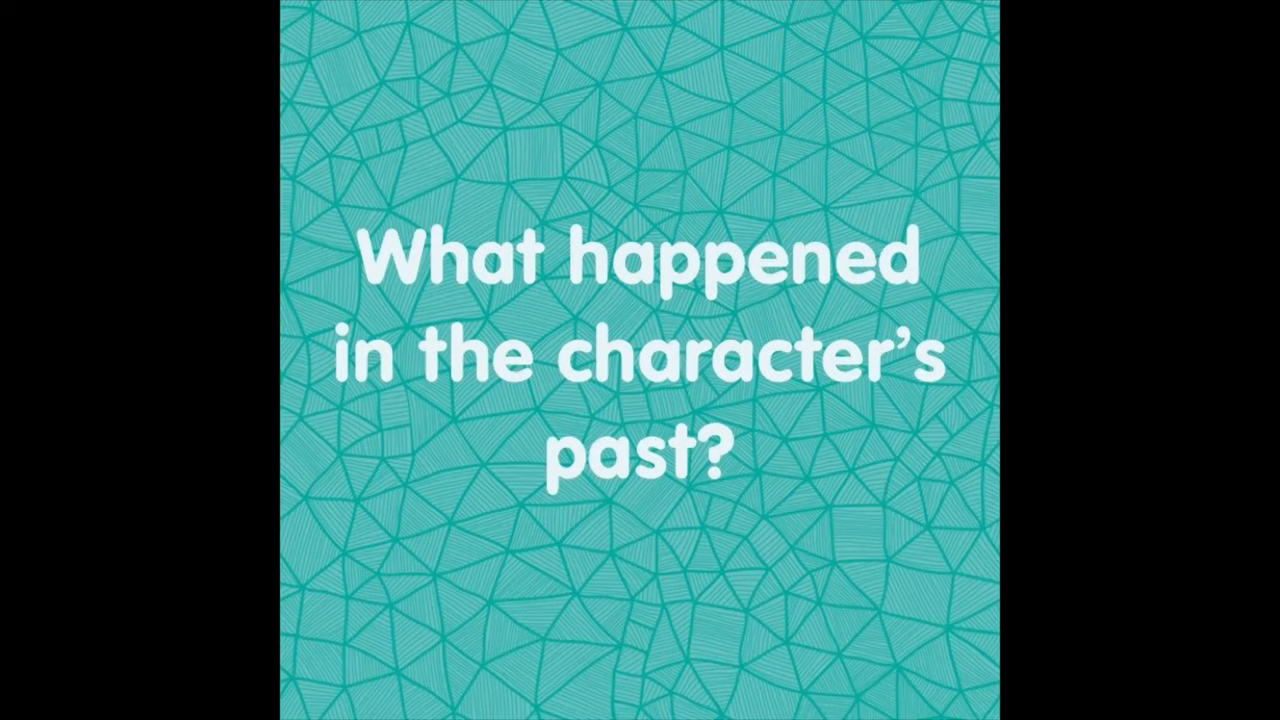 What happened
in the character’s
past?